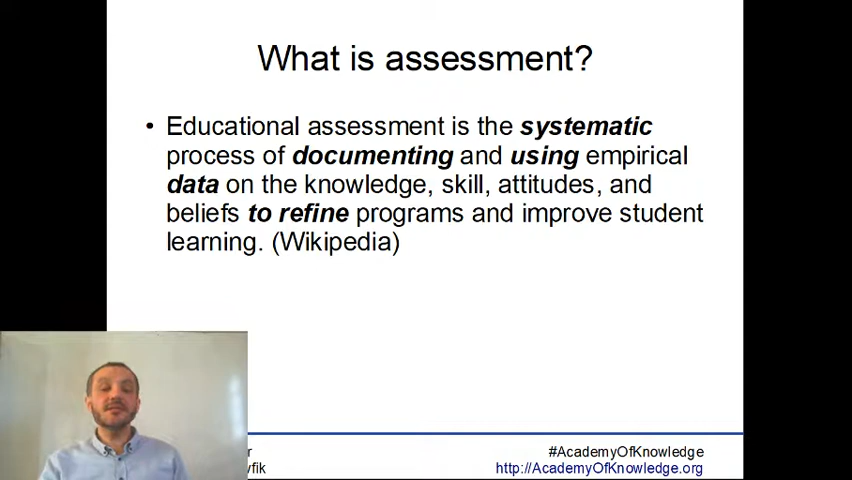 What is assessment?
• Educational assessment is the systematic
process of documenting and using empirical
data on the knowledge, skill, attitudes, and
beliefs to refine programs and improve student
learning. (Wikipedia)
#AcademyOfKnowledge
http://AcademyOfKnowledge.org